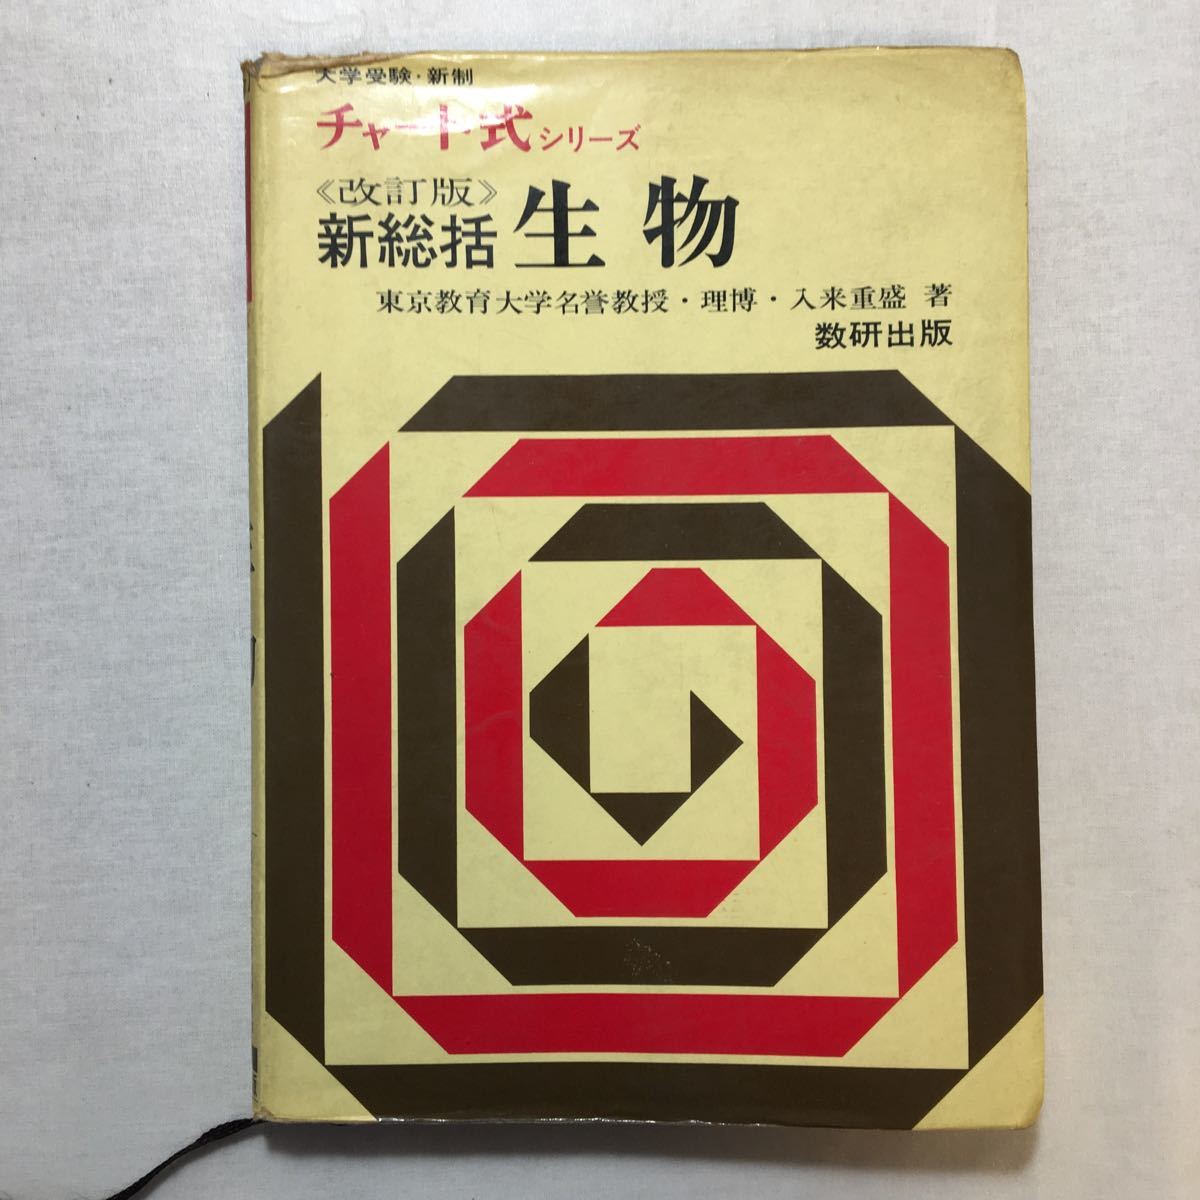 大学受験・新制
チャート式シリーズ
《改訂版》
新総括 生物
東京教育大学名誉教授・理博・入来重盛 著
数研出版